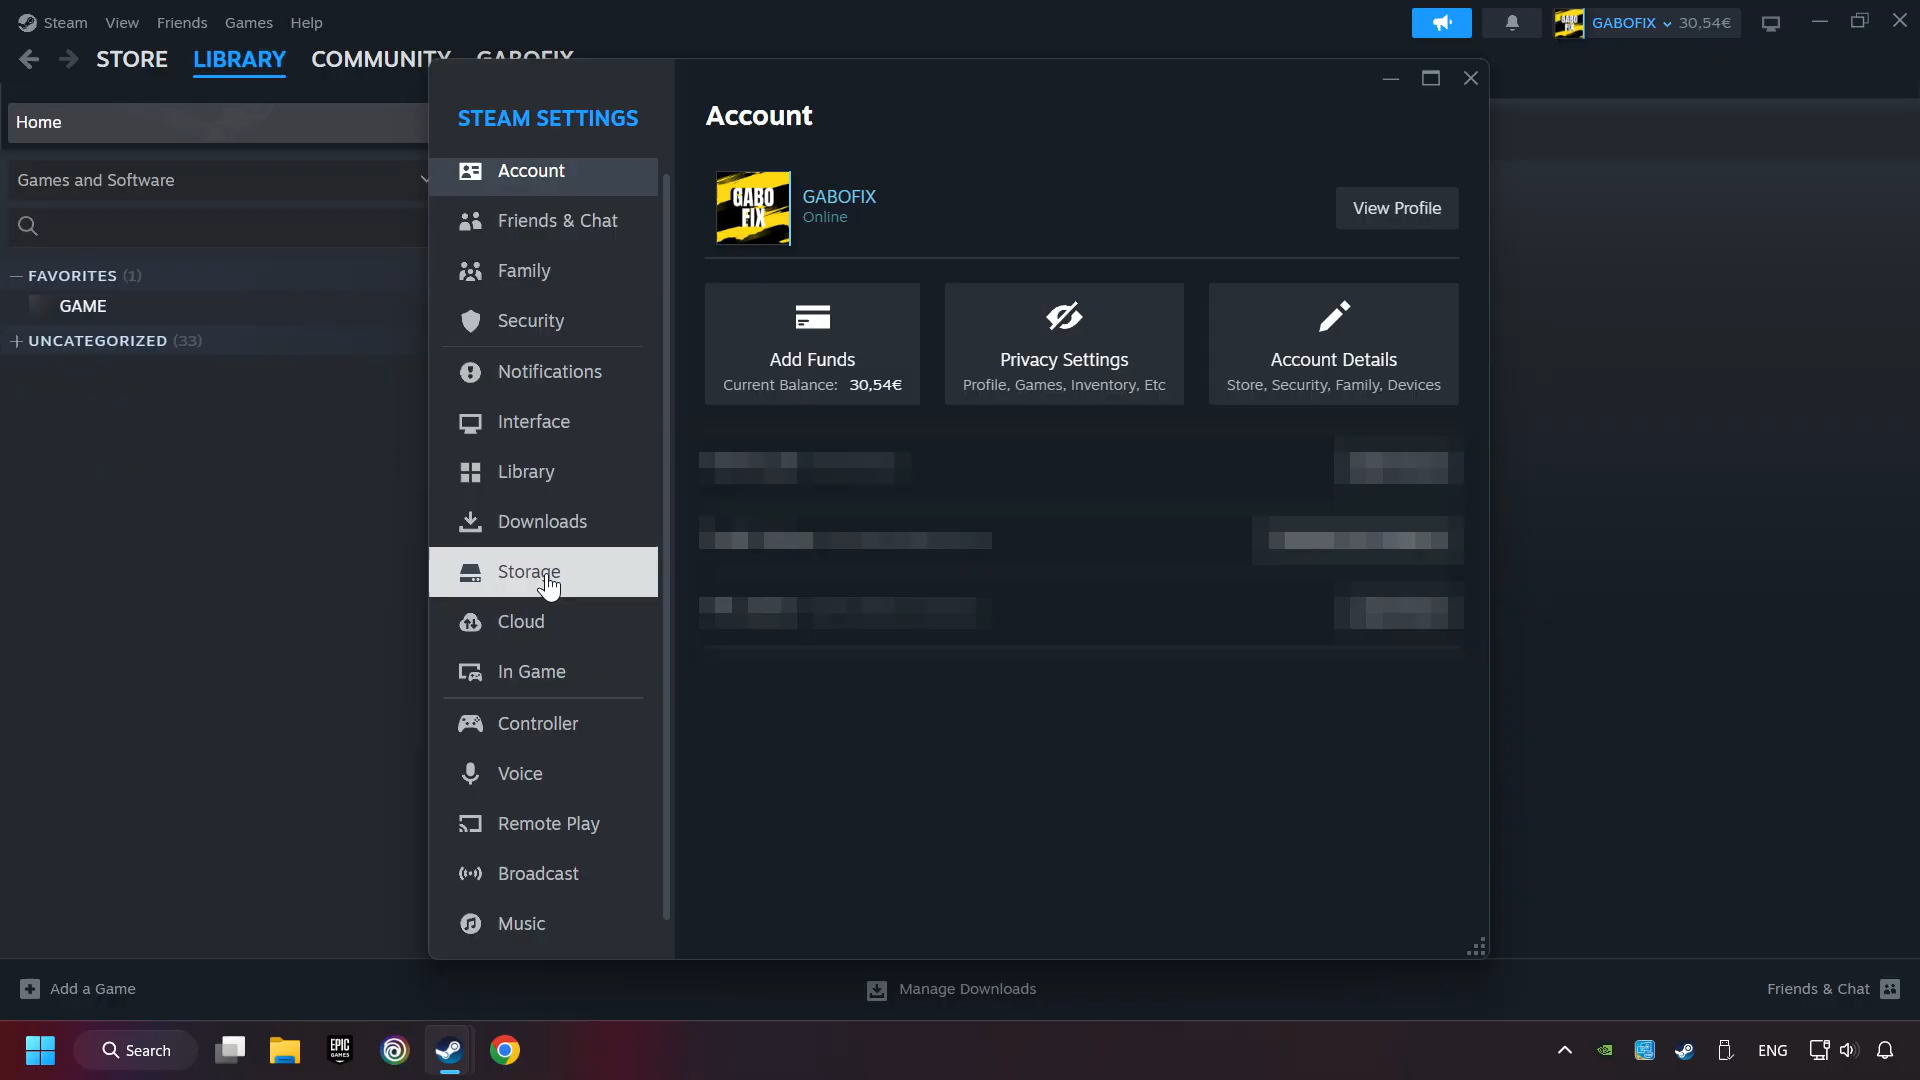 Steam View Friends Games Help
GABOFIX 30,54€
STORE LIBRARY COMMUNITY GABOFIX
Home
Games and Software
FAVORITES (1)
GAME
UNCATEGORIZED (33)
STEAM SETTINGS
Account
Friends & Chat
Family
Security
Notifications
Interface
Library
Downloads
Storage
Cloud
In Game
Controller
Voice
Remote Play
Broadcast
Music
Account
GABO
FIX
GABOFIX
Online
View Profile
Add Funds
Current Balance: 30,54€
Privacy Settings
Profile, Games, Inventory, Etc
Account Details
Store, Security, Family, Devices
Add a Game
Manage Downloads
Friends & Chat
Search
EPIC
GAMES
ENG